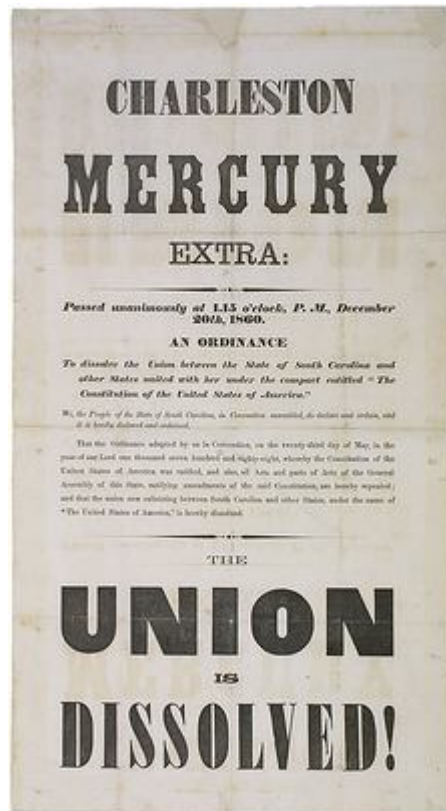 CHARLESTON
MERCURY
EXTRA:
Passed unanimously at 1.15 o'clock, P. M., December
20th, 1860.
AN ORDINANCE
To dissolve the Union between the State of South Carolina and
other States united with her under the compact entitled "The
Constitution of the United States of America."
We, the People of the State of South Carolina, in Convention assembled, do declare and ordain, and
it is hereby declared and ordained,
That the Ordinance adopted by us in Convention, on the twenty-third day of May, in the
year of our Lord one thousand seven hundred and eighty-eight, whereby the Constitution of the
United States of America was ratified, and also, all Acts and parts of Acts of the General
Assembly of this State, ratifying amendments of the said Constitution, are hereby repealed;
and that the union now subsisting between South Carolina and other States, under the name of
"The United States of America," is hereby dissolved.
THE
UNION
IS
DISSOLVED!